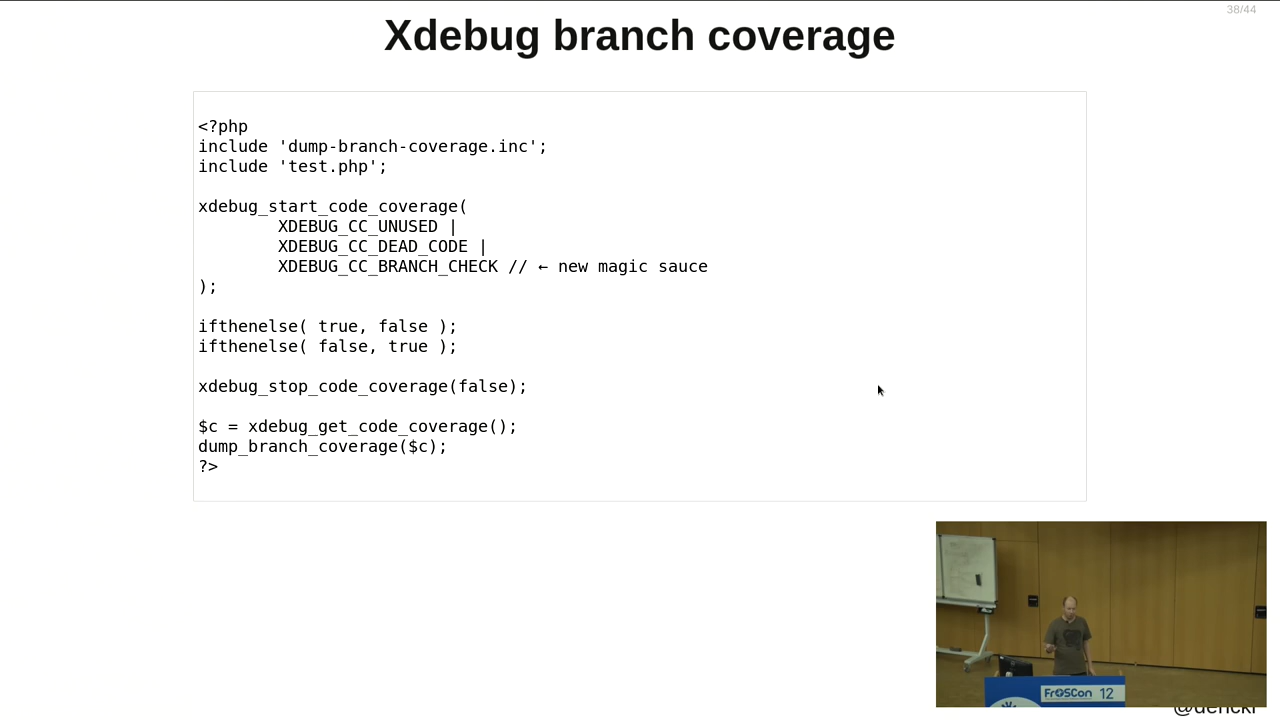 38/44
Xdebug branch coverage
<?php
include 'dump-branch-coverage.inc';
include 'test.php';
xdebug_start_code_coverage(
XDEBUG_CC_UNUSED |
XDEBUG_CC_DEAD_CODE |
XDEBUG_CC_BRANCH_CHECK // ← new magic sauce
);
ifthenelse( true, false );
ifthenelse( false, true );
xdebug_stop_code_coverage(false);
$c = xdebug_get_code_coverage();
dump_branch_coverage($c);
?>
FrOSCon 12